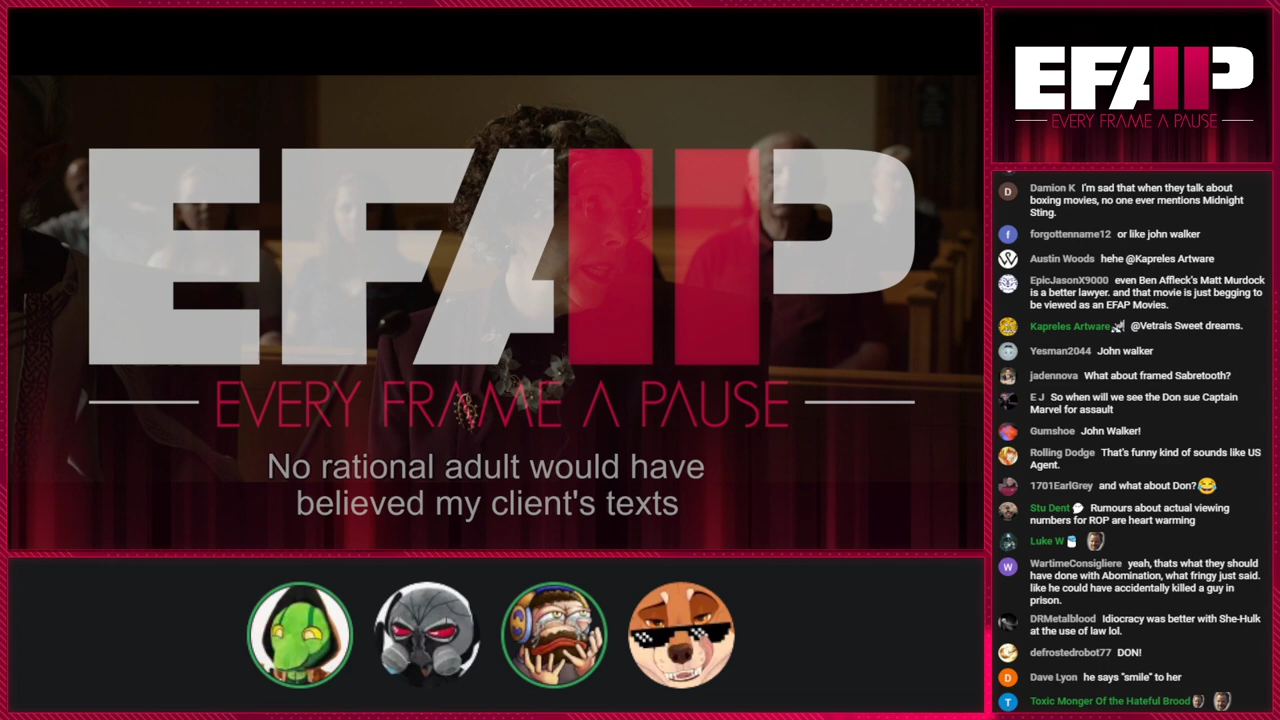 EFAP
EVERY FRAME A PAUSE
No rational adult would have
believed my client's texts
EFAP
EVERY FRAME A PAUSE
D
Damion K I'm sad that when they talk about
boxing movies, no one ever mentions Midnight
Sting.
f
forgottenname12 or like john walker
Austin Woods hehe @Kapreles Artware
EpicJasonX9000 even Ben Affleck's Matt Murdock
is a better lawyer. and that movie is just begging to
be viewed as an EFAP Movies.
Kapreles Artware @Vetrais Sweet dreams.
Yesman2044 John walker
jadennova What about framed Sabretooth?
E J So when will we see the Don sue Captain
Marvel for assault
Gumshoe John Walker!
Rolling Dodge That's funny kind of sounds like US
Agent.
1701EarlGrey and what about Don?😂
Stu Dent Rumours about actual viewing
numbers for ROP are heart warming
Luke W
W
WartimeConsigliere yeah, thats what they should
have done with Abomination, what fringy just said.
like he could have accidentally killed a guy in
prison.
DRMetalblood Idiocracy was better with She-Hulk
at the use of law lol.
defrostedrobot77 DON!
D
Dave Lyon he says "smile" to her
T
Toxic Monger Of the Hateful Brood